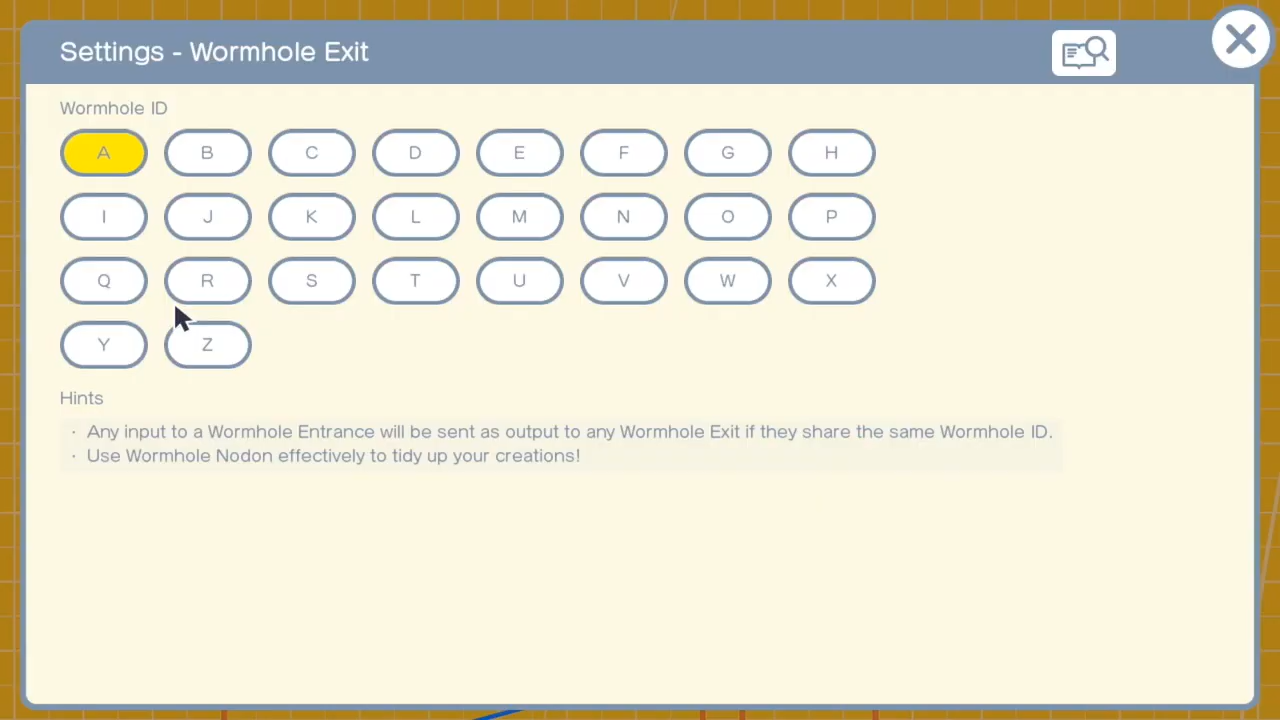 Settings - Wormhole Exit
Wormhole ID
A B C D E F G H
I J K L M N O P
Q R S T U V W X
Y Z
Hints
· Any input to a Wormhole Entrance will be sent as output to any Wormhole Exit if they share the same Wormhole ID.
· Use Wormhole Nodon effectively to tidy up your creations!